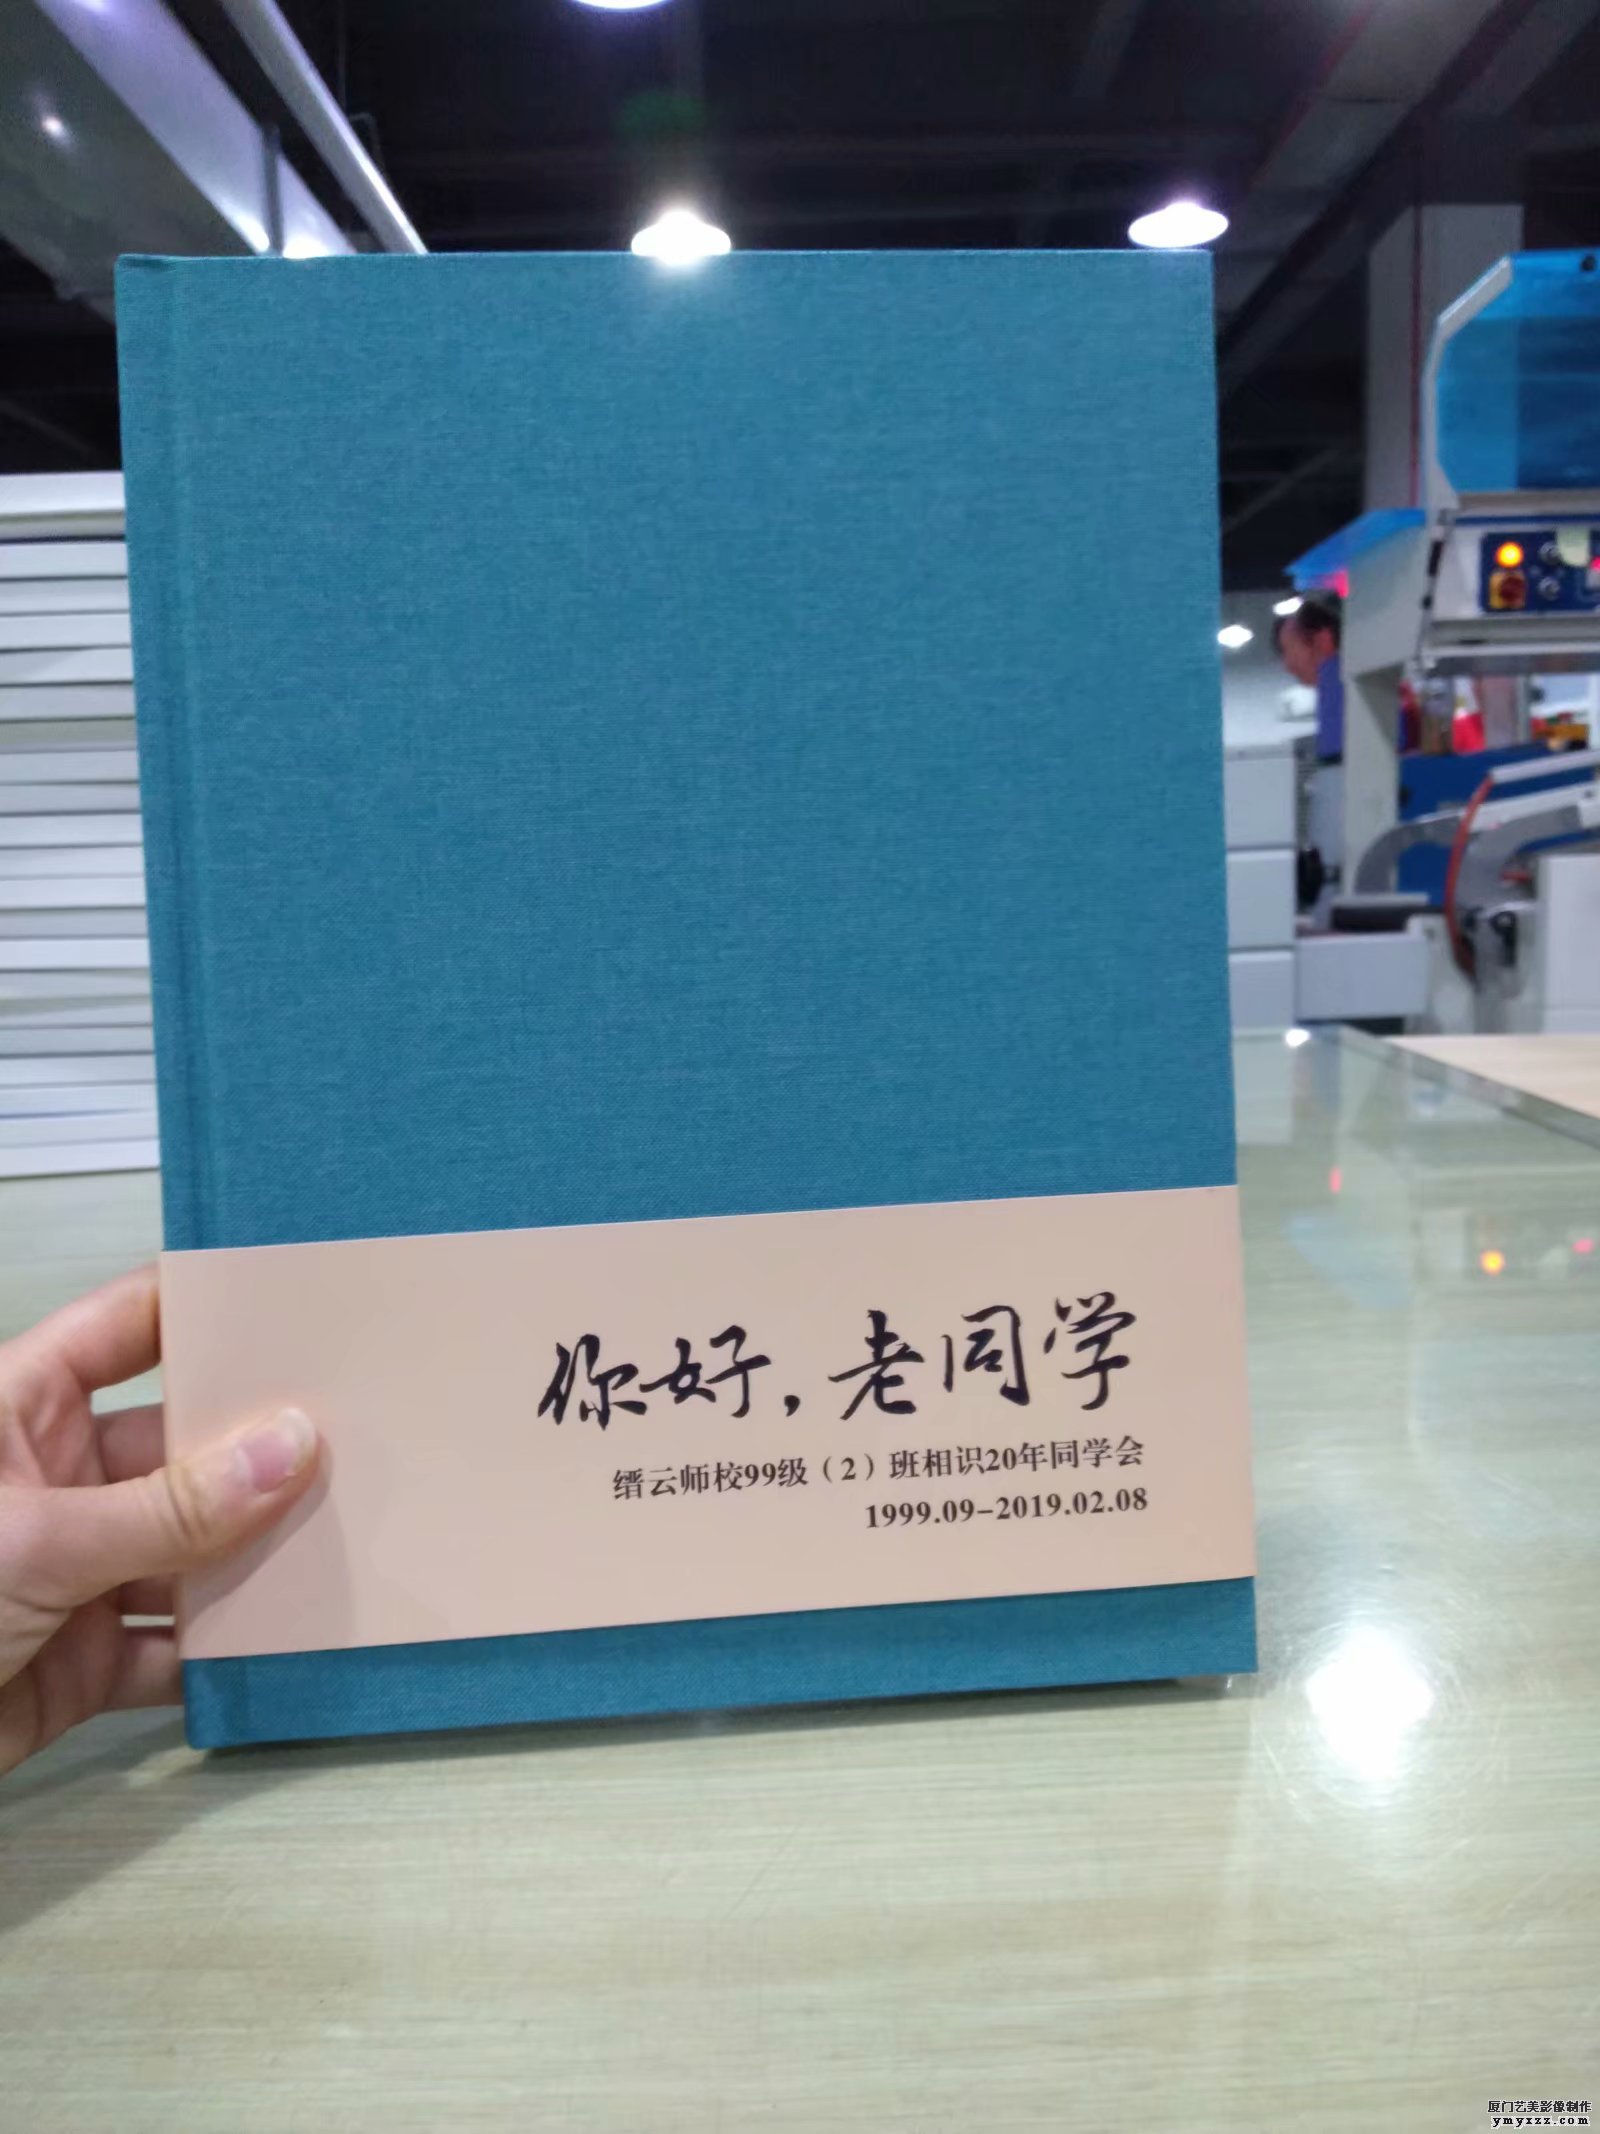 你好，老同学
缙云师校99级（2）班相识20年同学会
1999.09-2019.02.08
厦门艺美影像制作
ymyxzz.com